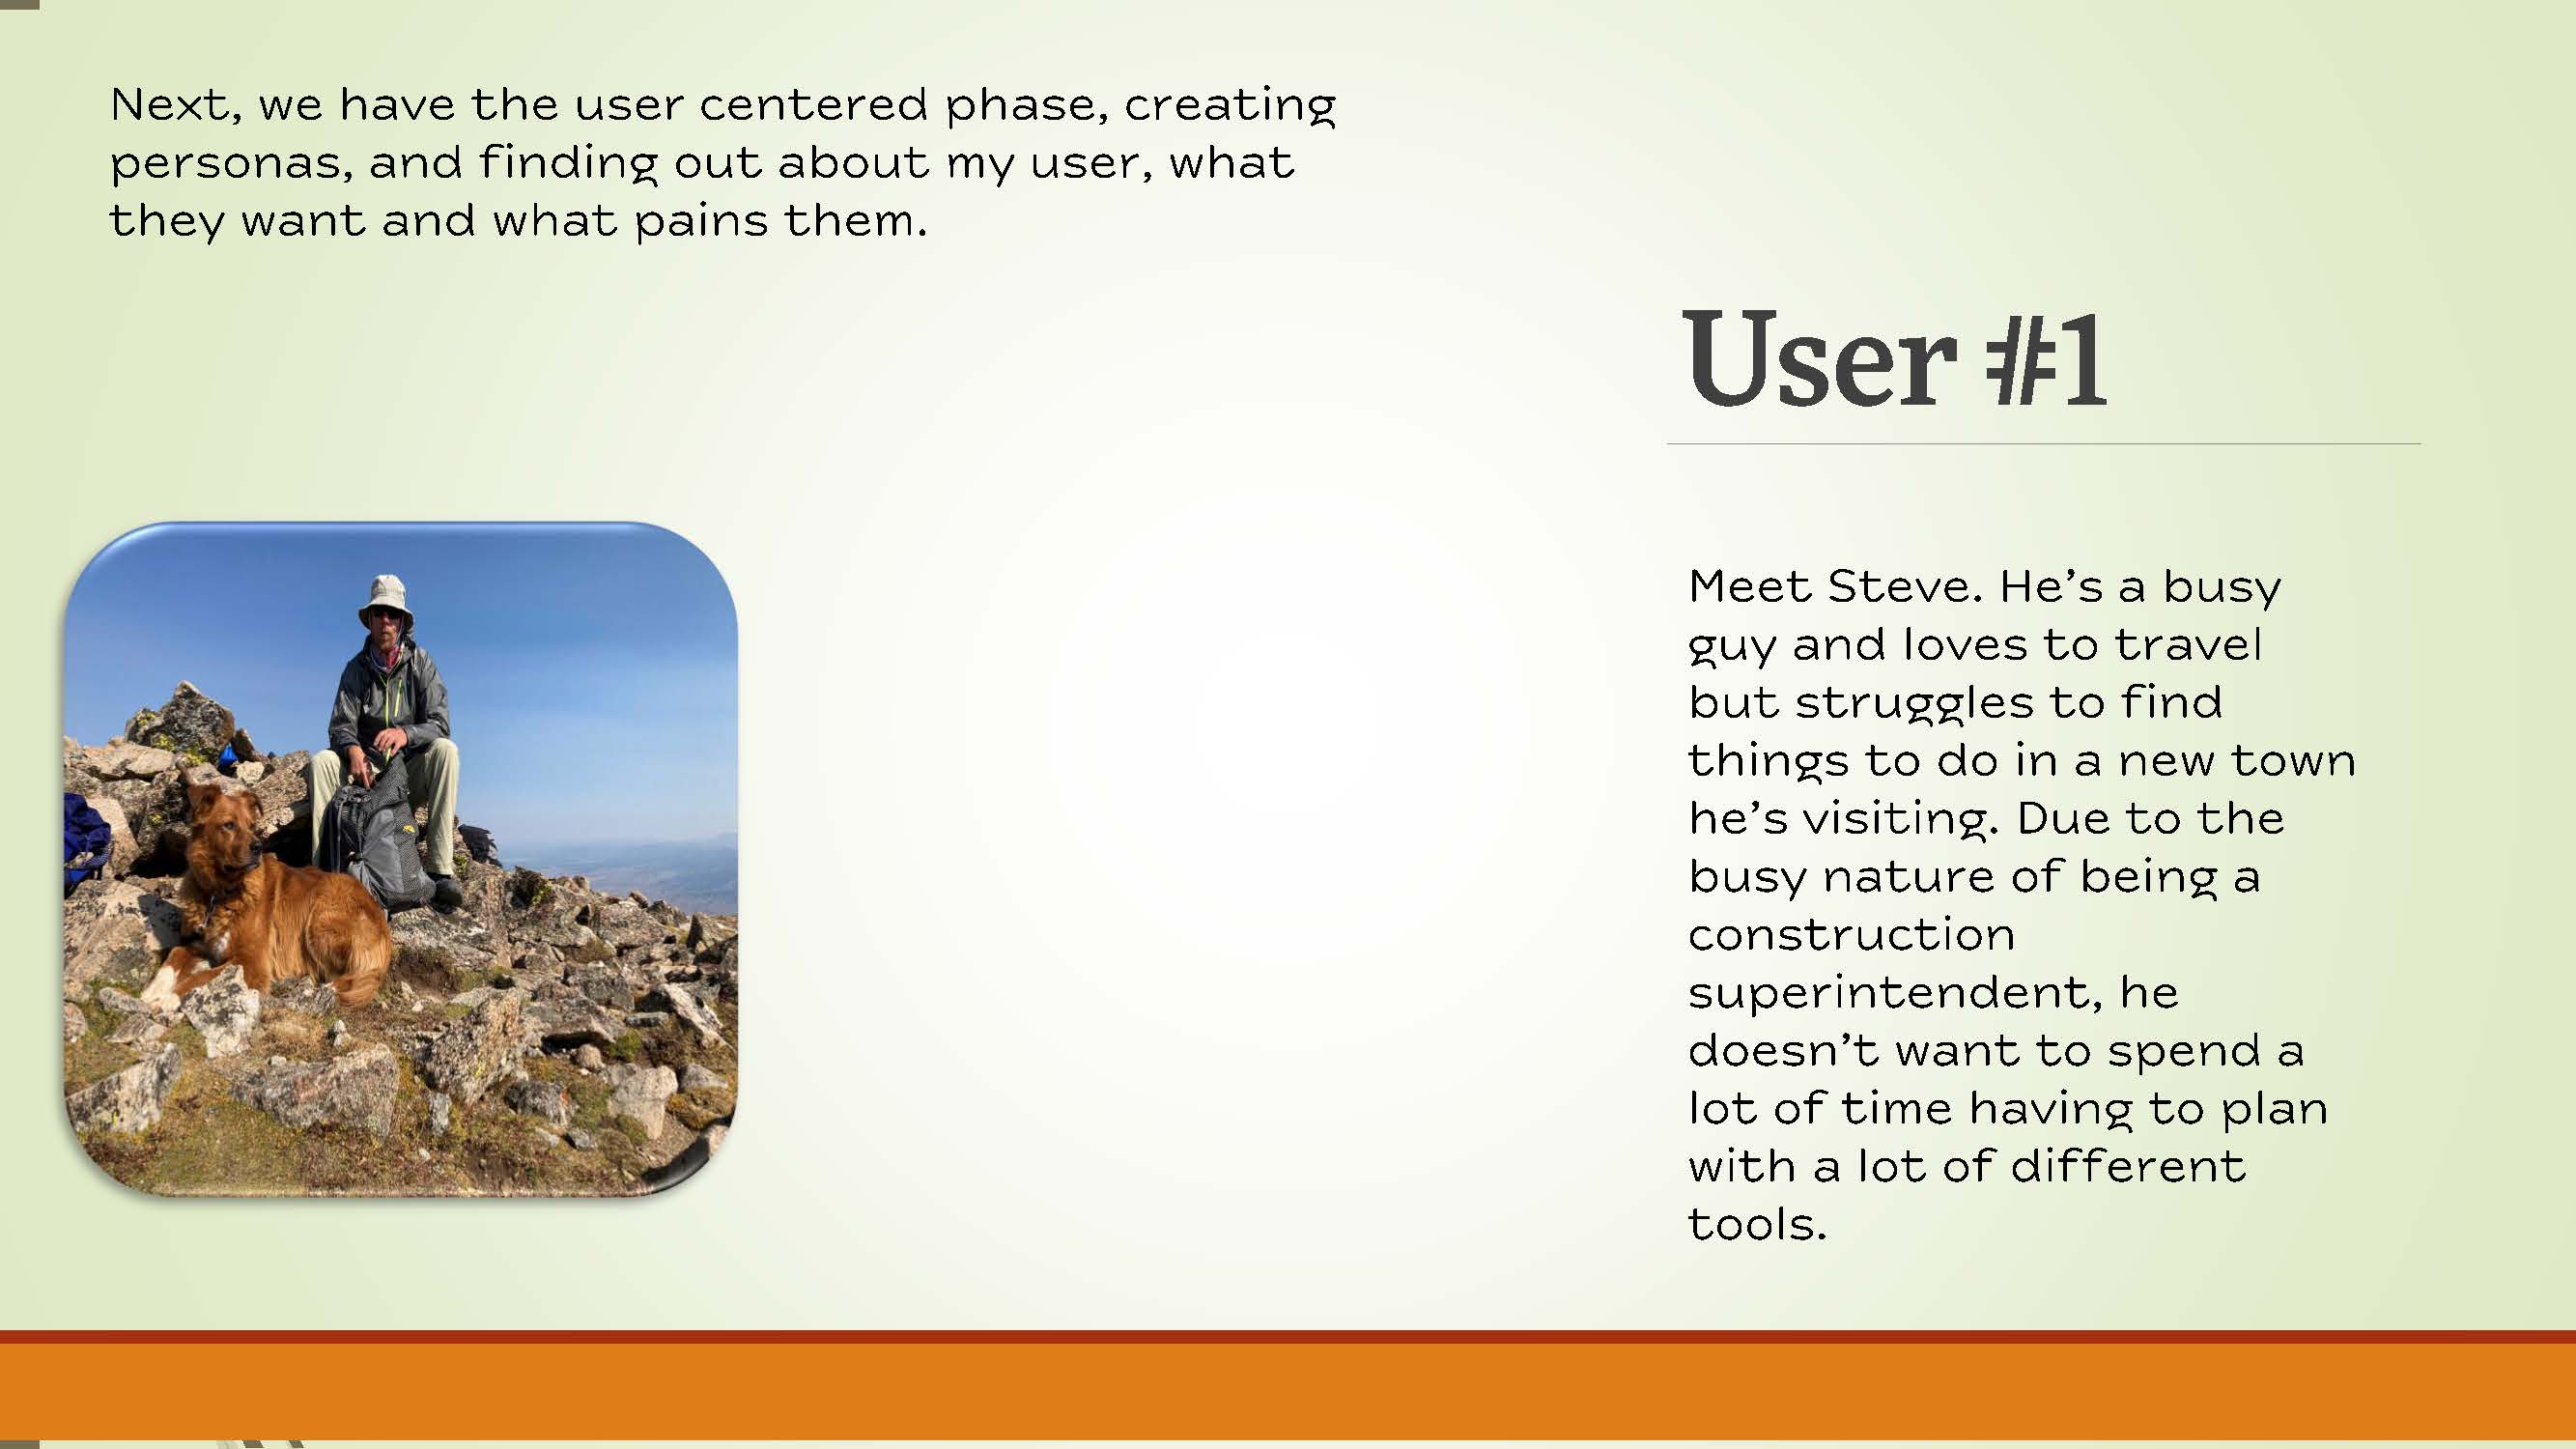 Next, we have the user centered phase, creating
personas, and finding out about my user, what
they want and what pains them.
User #1
Meet Steve. He’s a busy
guy and loves to travel
but struggles to find
things to do in a new town
he’s visiting. Due to the
busy nature of being a
construction
superintendent, he
doesn’t want to spend a
lot of time having to plan
with a lot of different
tools.